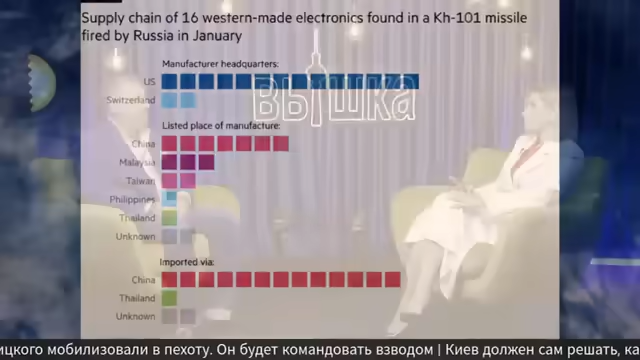 Supply chain of 16 western-made electronics found in a Kh-101 missile
fired by Russia in January
Manufacturer headquarters:
US
Switzerland
вышка
Listed place of manufacture:
China
Malaysia
Taiwan
Philippines
Thailand
Unknown
Imported via:
China
Thailand
Unknown
мобилизовали в пехоту. Он будет командовать взводом | Киев должен сам решать,